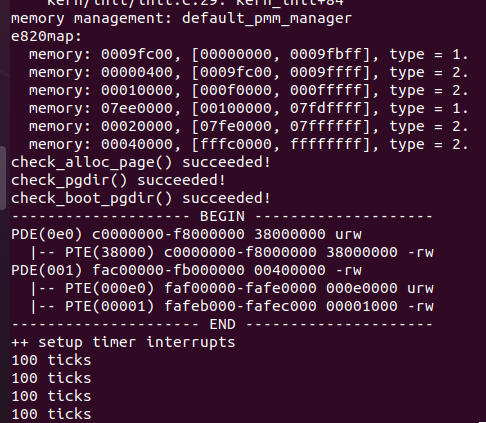 kern/init/init.c:29: kern_init+84
memory management: default_pmm_manager
e820map:
  memory: 0009fc00, [00000000, 0009fbff], type = 1.
  memory: 00000400, [0009fc00, 0009ffff], type = 2.
  memory: 00010000, [000f0000, 000fffff], type = 2.
  memory: 07ee0000, [00100000, 07fdffff], type = 1.
  memory: 00020000, [07fe0000, 07ffffff], type = 2.
  memory: 00040000, [fffc0000, ffffffff], type = 2.
check_alloc_page() succeeded!
check_pgdir() succeeded!
check_boot_pgdir() succeeded!
-------------------- BEGIN --------------------
PDE(0e0) c0000000-f8000000 38000000 urw
  |-- PTE(38000) c0000000-f8000000 38000000 -rw
PDE(001) fac00000-fb000000 00400000 -rw
  |-- PTE(000e0) faf00000-fafe0000 000e0000 urw
  |-- PTE(00001) fafeb000-fafec000 00001000 -rw
--------------------- END ---------------------
++ setup timer interrupts
100 ticks
100 ticks
100 ticks
100 ticks